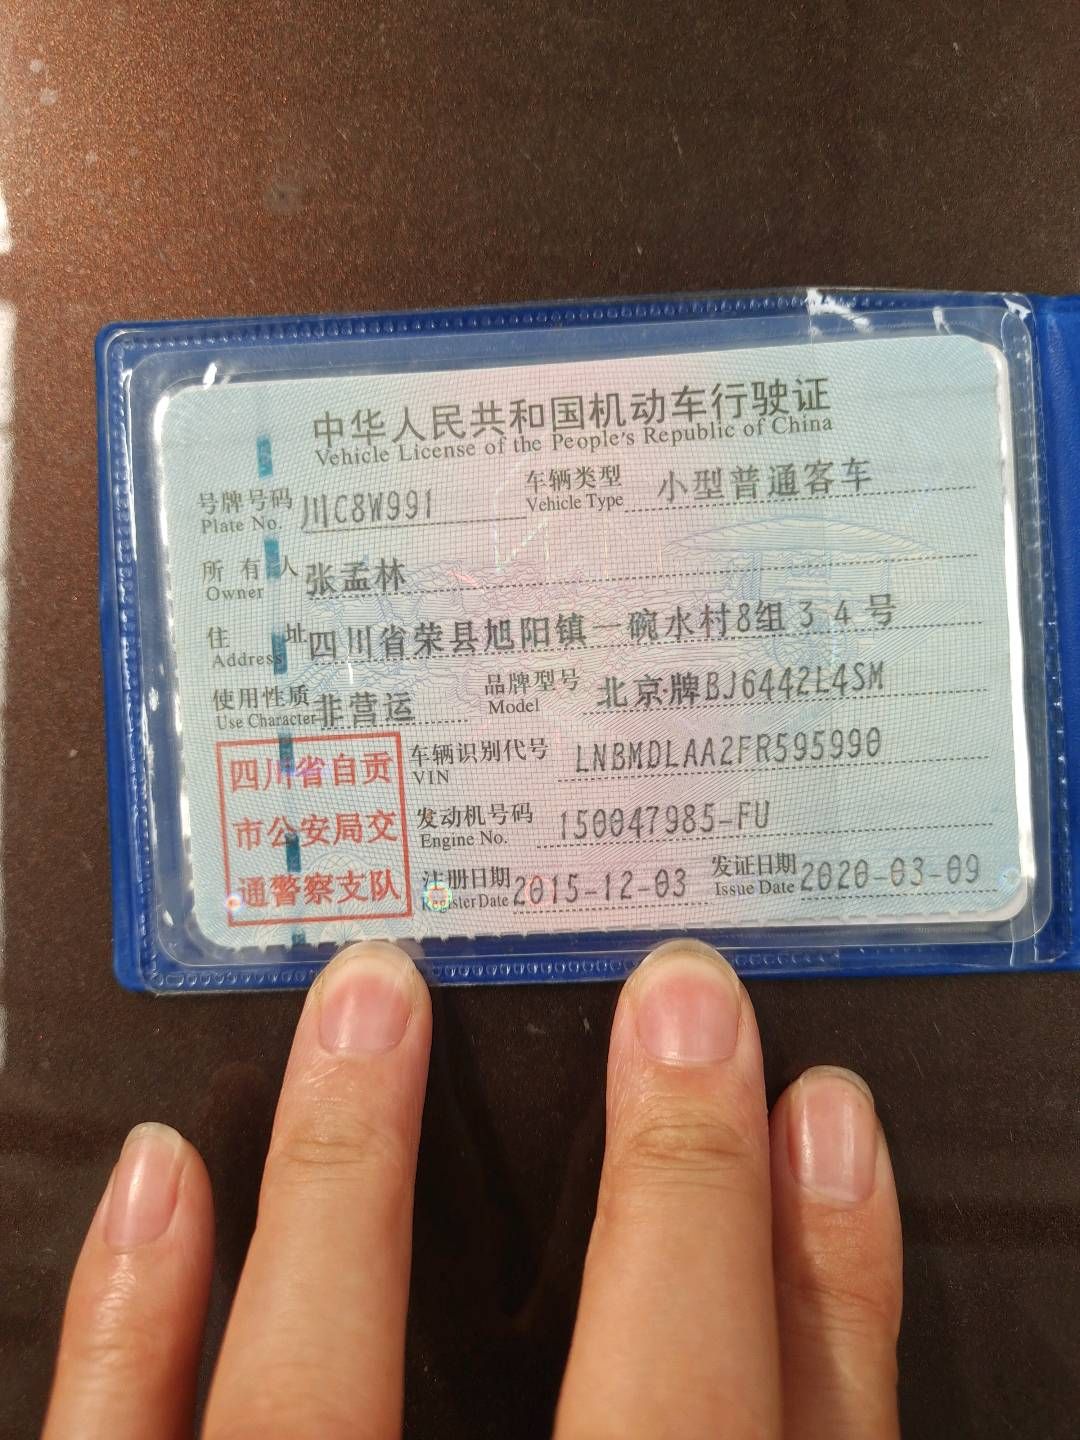 中华人民共和国机动车行驶证
Vehicle License of the People's Republic of China
号牌号码 川C8W991 车辆类型 小型普通客车
Plate No. Vehicle Type
所有人 张孟林
Owner
住址 四川省荣县旭阳镇一碗水村8组34号
Address
使用性质 非营运 品牌型号 北京牌BJ6442L4SM
Use Character Model
四川省自贡
市公安局交
通警察支队
车辆识别代号 LNBMDLAA2FR595990
VIN
发动机号码 150047985-FU
Engine No.
注册日期 2015-12-03 发证日期 2020-03-09
Register Date Issue Date